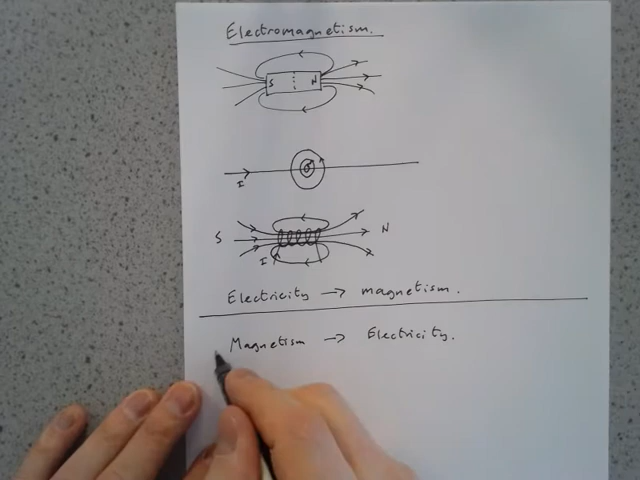 Electromagnetism.
S N
I
S N
I
Electricity → magnetism.
Magnetism → Electricity.